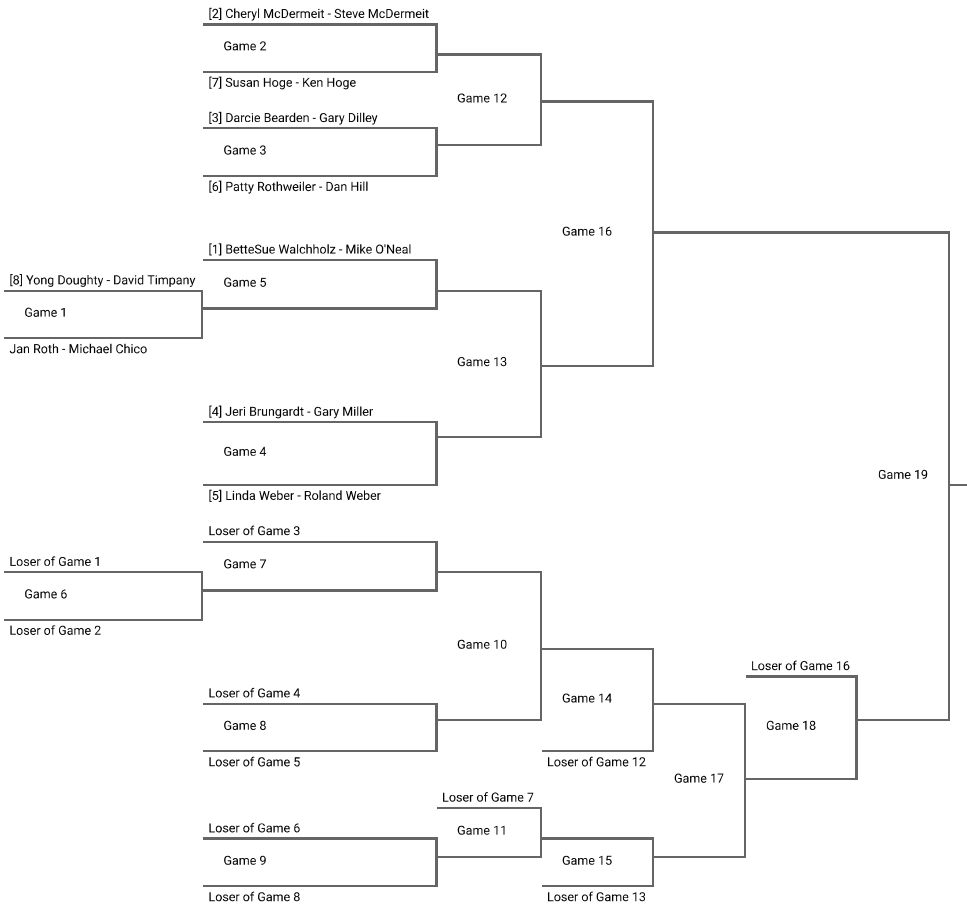 [2] Cheryl McDermeit - Steve McDermeit
Game 2
[7] Susan Hoge - Ken Hoge
Game 12
[3] Darcie Bearden - Gary Dilley
Game 3
[6] Patty Rothweiler - Dan Hill
Game 16
[1] BetteSue Walchholz - Mike O'Neal
[8] Yong Doughty - David Timpany
Game 5
Game 1
Jan Roth - Michael Chico
Game 13
[4] Jeri Brungardt - Gary Miller
Game 4
[5] Linda Weber - Roland Weber
Game 19
Loser of Game 3
Loser of Game 1
Game 7
Game 6
Loser of Game 2
Game 10
Loser of Game 4
Game 8
Loser of Game 5
Game 14
Loser of Game 12
Loser of Game 16
Game 18
Game 17
Loser of Game 7
Game 11
Loser of Game 6
Game 9
Loser of Game 8
Game 15
Loser of Game 13